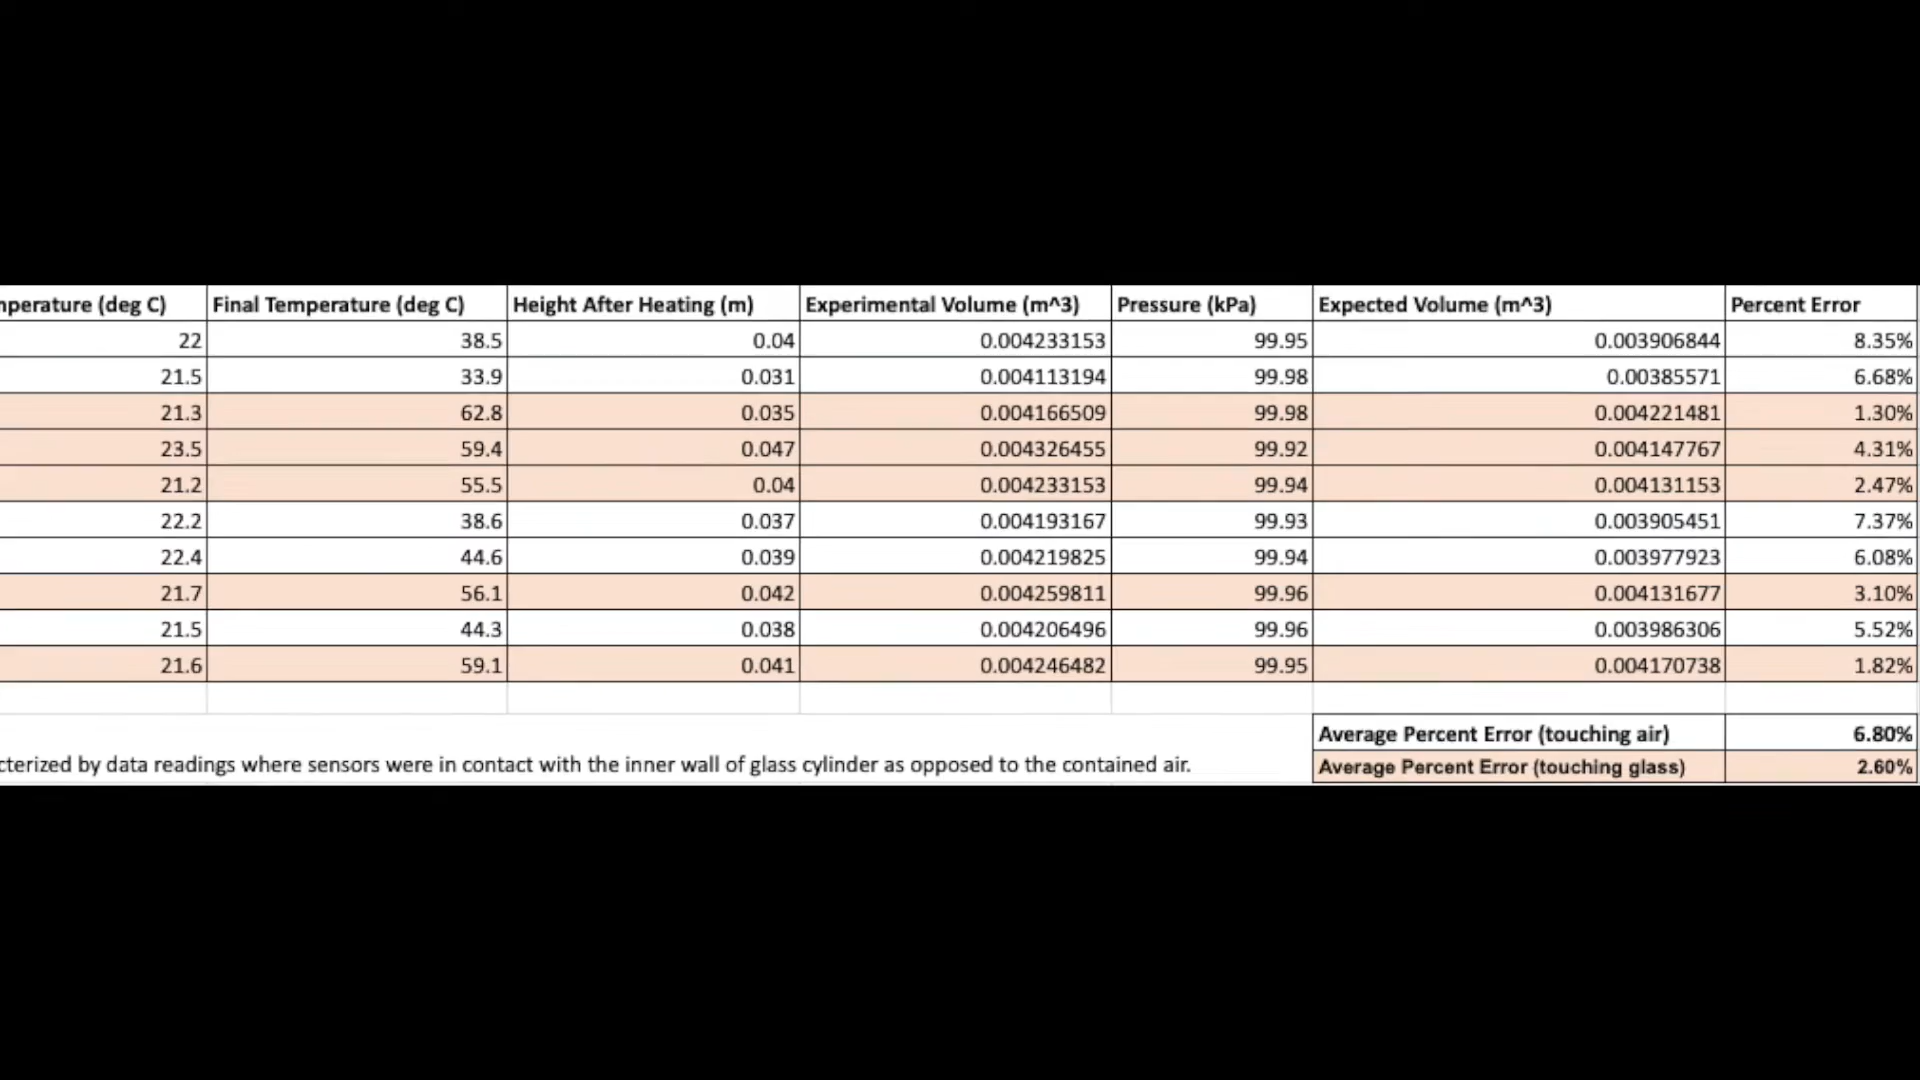 (deg C) Final Temperature (deg C) Height After Heating (m) Experimental Volume (m^3) Pressure (kPa) Expected Volume (m^3) Percent Error
22 38.5 0.04 0.004233153 99.95 0.003906844 8.35%
21.5 33.9 0.031 0.004113194 99.98 0.00385571 6.68%
21.3 62.8 0.035 0.004166509 99.98 0.004221481 1.30%
23.5 59.4 0.047 0.004326455 99.92 0.004147767 4.31%
21.2 55.5 0.04 0.004233153 99.94 0.004131153 2.47%
22.2 38.6 0.037 0.004193167 99.93 0.003905451 7.37%
22.4 44.6 0.039 0.004219825 99.94 0.003977923 6.08%
21.7 56.1 0.042 0.004259811 99.96 0.004131677 3.10%
21.5 44.3 0.038 0.004206496 99.96 0.003986306 5.52%
21.6 59.1 0.041 0.004246482 99.95 0.004170738 1.82%
Average Percent Error (touching air) 6.80%
by data readings where sensors were in contact with the inner wall of glass cylinder as opposed to the contained air.
Average Percent Error (touching glass) 2.60%